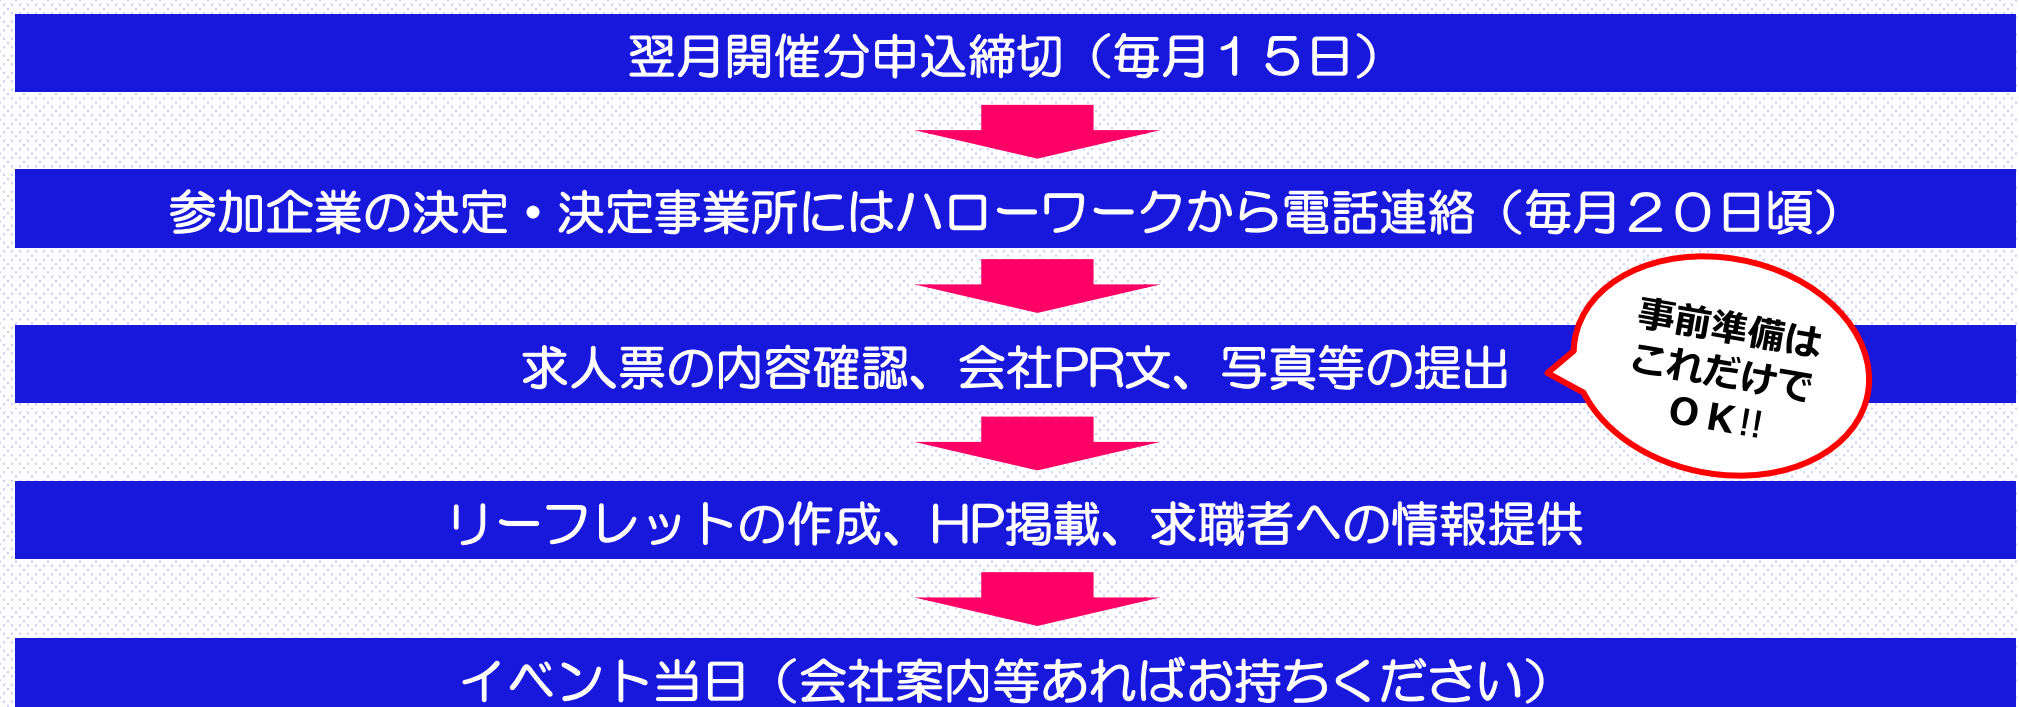 翌月開催分申込締切（毎月１５日）
参加企業の決定・決定事業所にはハローワークから電話連絡（毎月２０日頃）
求人票の内容確認、会社PR文、写真等の提出
事前準備は
これだけで
ＯＫ!!
リーフレットの作成、HP掲載、求職者への情報提供
イベント当日（会社案内等あればお持ちください）